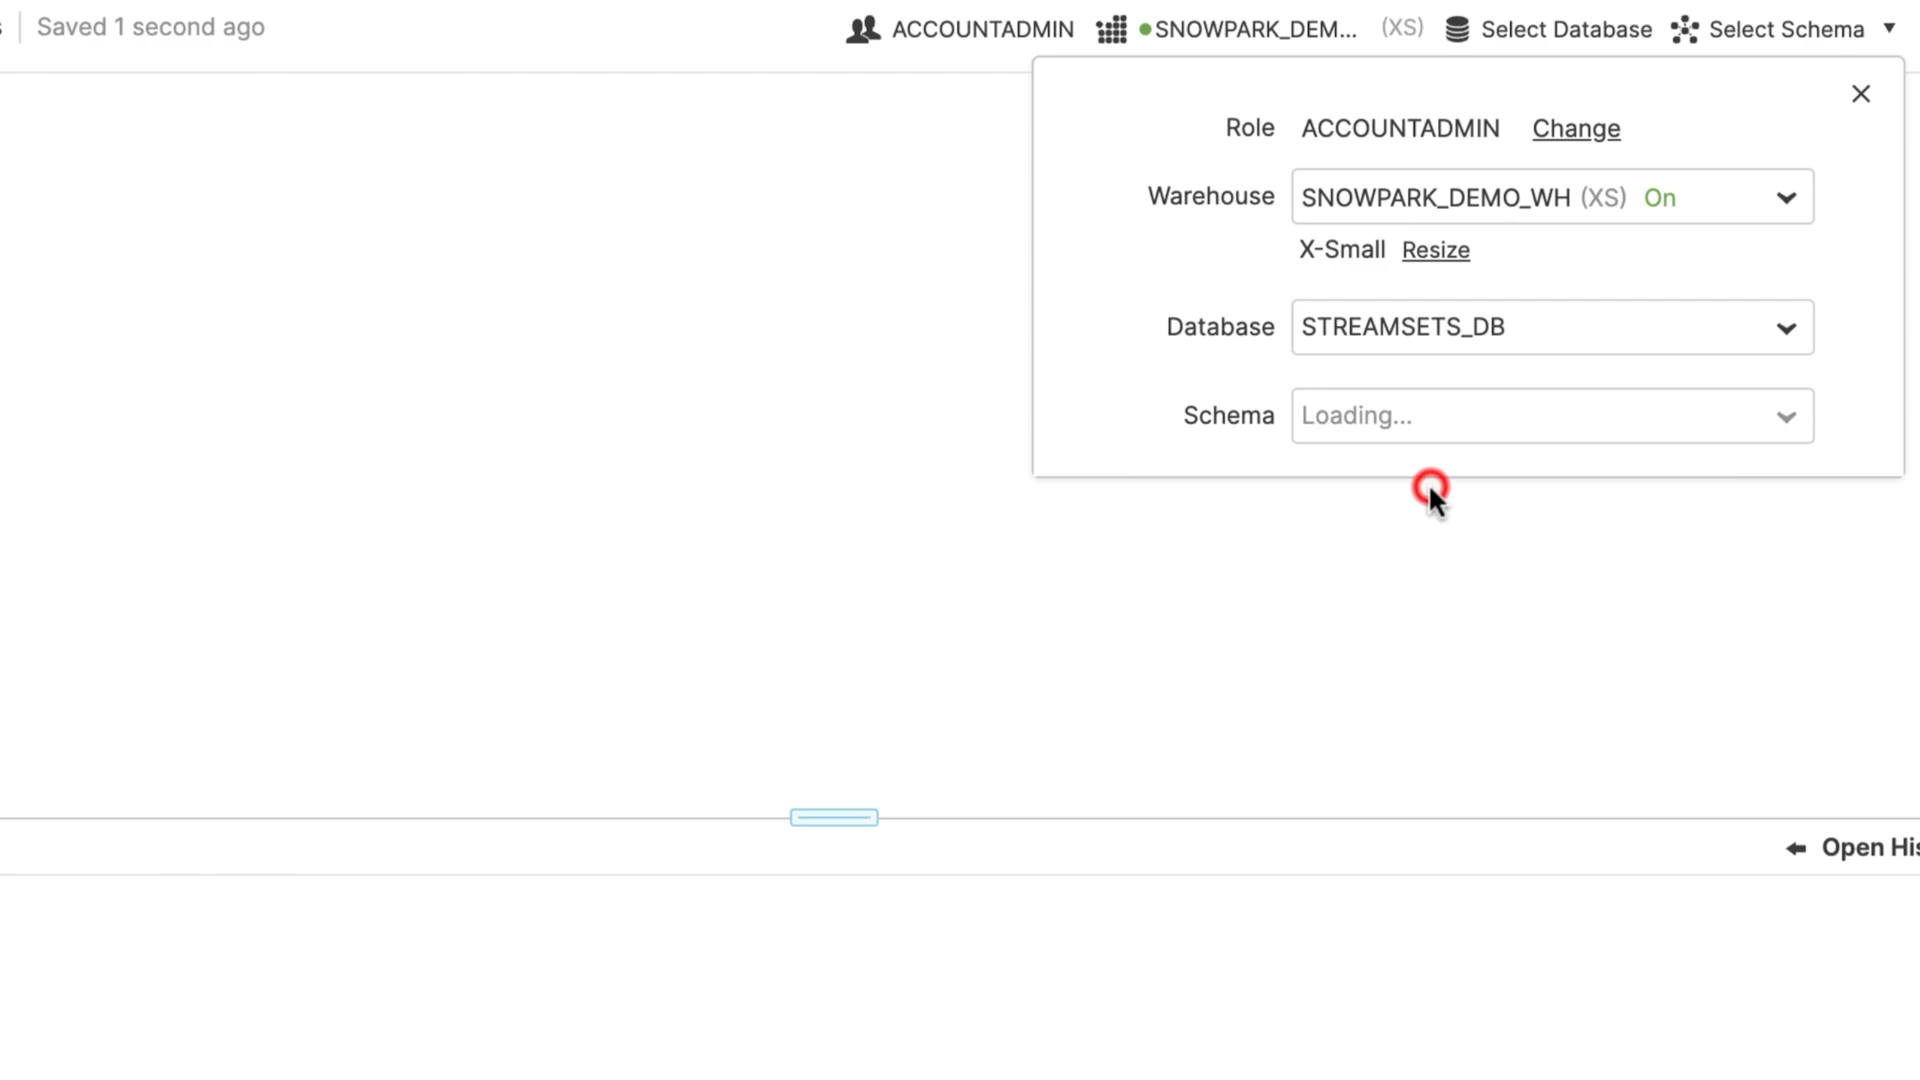 Saved 1 second ago
ACCOUNTADMIN SNOWPARK_DEM... (XS) Select Database Select Schema
Role ACCOUNTADMIN Change
Warehouse SNOWPARK_DEMO_WH (XS) On
X-Small Resize
Database STREAMSETS_DB
Schema Loading...
Open His